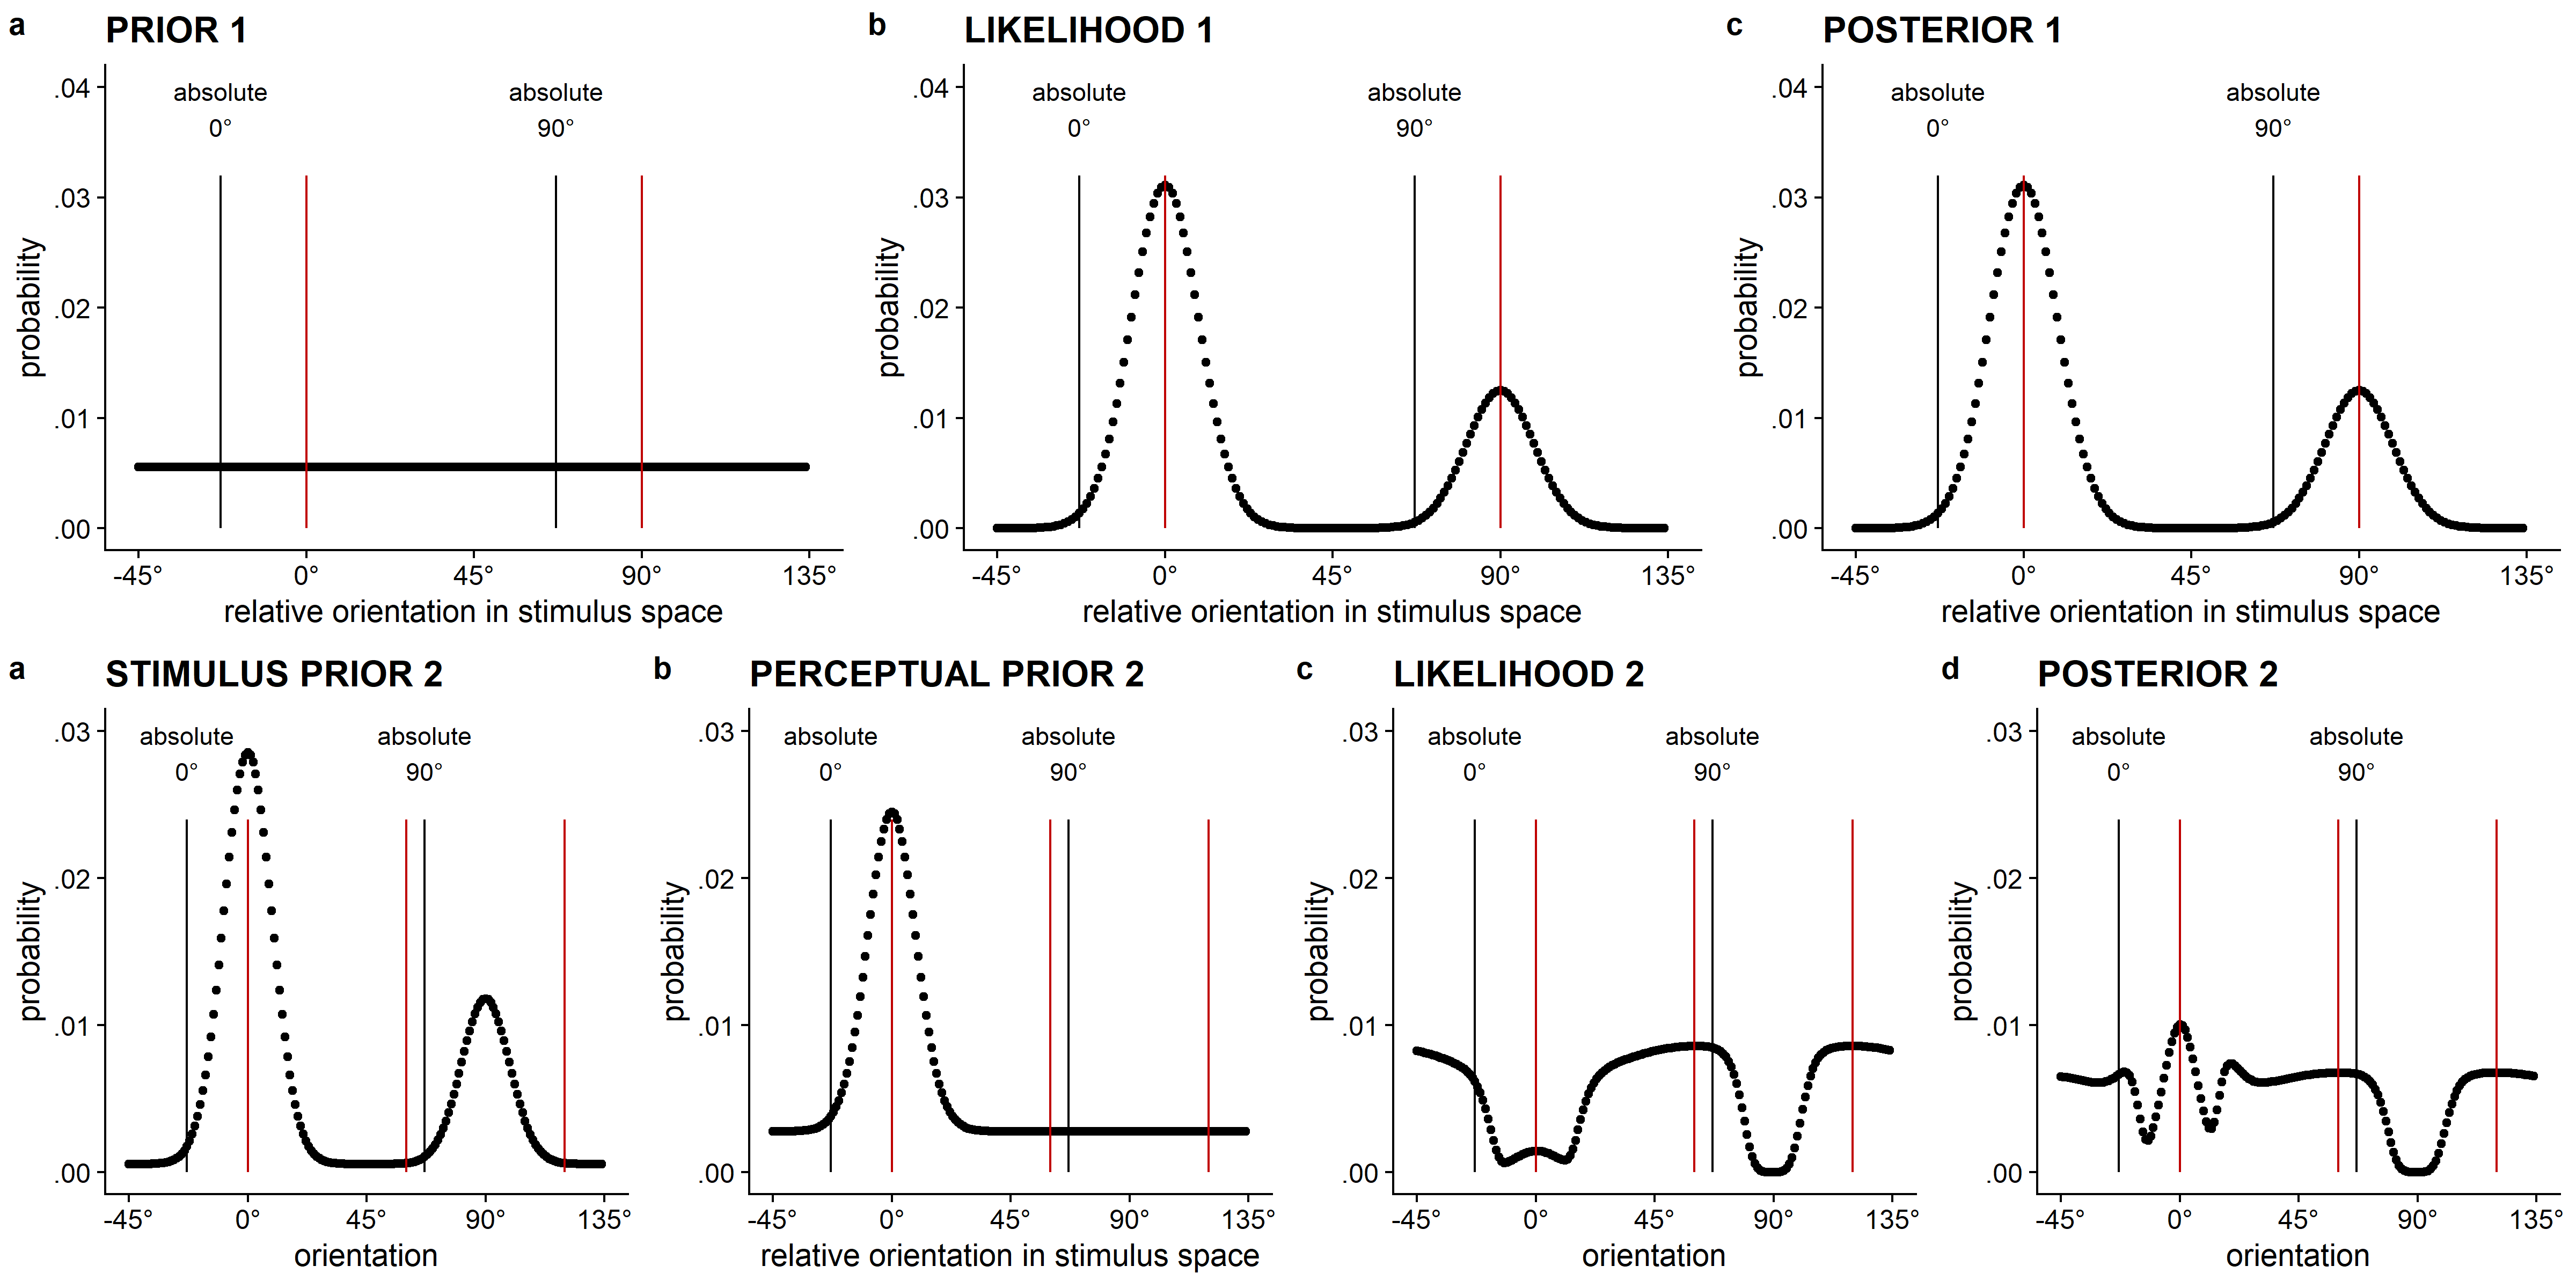 a PRIOR 1
.04
.03
.02
.01
.00
absolute
0°
absolute
90°
probability
-45° 0° 45° 90° 135°
relative orientation in stimulus space
b LIKELIHOOD 1
.04
.03
.02
.01
.00
absolute
0°
absolute
90°
probability
-45° 0° 45° 90° 135°
relative orientation in stimulus space
c POSTERIOR 1
.04
.03
.02
.01
.00
absolute
0°
absolute
90°
probability
-45° 0° 45° 90° 135°
relative orientation in stimulus space
a STIMULUS PRIOR 2
.03
.02
.01
.00
absolute
0°
absolute
90°
probability
-45° 0° 45° 90° 135°
orientation
b PERCEPTUAL PRIOR 2
.03
.02
.01
.00
absolute
0°
absolute
90°
probability
-45° 0° 45° 90° 135°
relative orientation in stimulus space
c LIKELIHOOD 2
.03
.02
.01
.00
absolute
0°
absolute
90°
probability
-45° 0° 45° 90° 135°
orientation
d POSTERIOR 2
.03
.02
.01
.00
absolute
0°
absolute
90°
probability
-45° 0° 45° 90° 135°
orientation